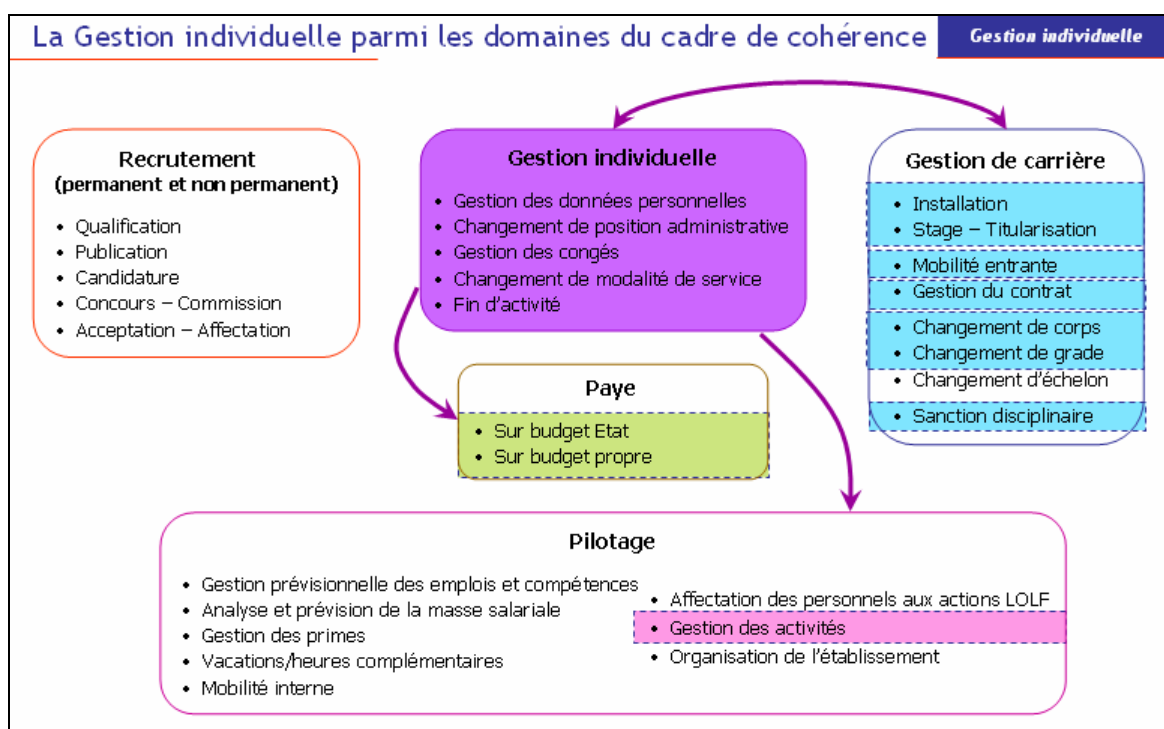 La Gestion individuelle parmi les domaines du cadre de cohérence
Gestion individuelle
Recrutement
(permanent et non permanent)
• Qualification
• Publication
• Candidature
• Concours – Commission
• Acceptation – Affectation
Gestion individuelle
• Gestion des données personnelles
• Changement de position administrative
• Gestion des congés
• Changement de modalité de service
• Fin d'activité
Gestion de carrière
• Installation
• Stage – Titularisation
• Mobilité entrante
• Gestion du contrat
• Changement de corps
• Changement de grade
• Changement d'échelon
• Sanction disciplinaire
Paye
• Sur budget Etat
• Sur budget propre
Pilotage
• Gestion prévisionnelle des emplois et compétences
• Analyse et prévision de la masse salariale
• Gestion des primes
• Vacations/heures complémentaires
• Mobilité interne
• Affectation des personnels aux actions LOLF
• Gestion des activités
• Organisation de l'établissement